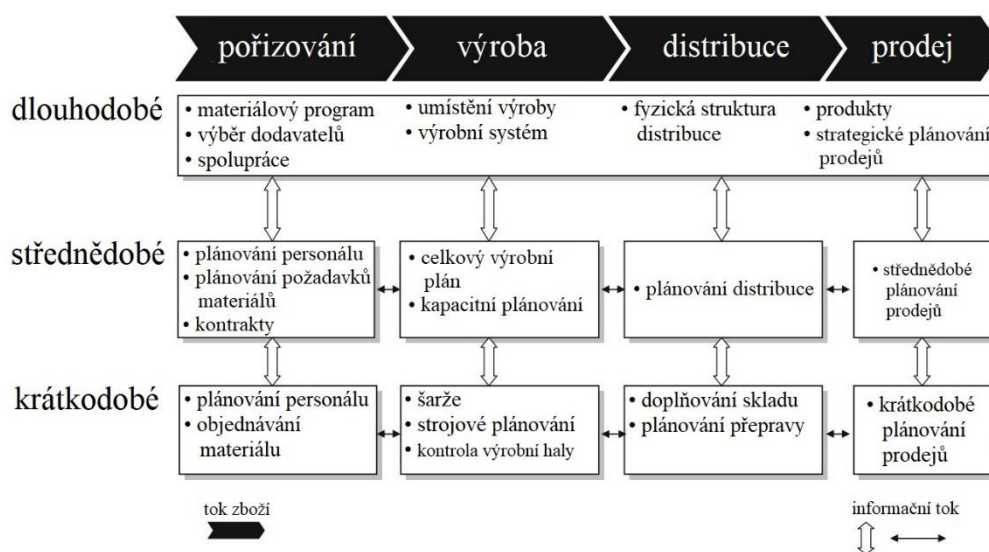 pořizování
výroba
distribuce
prodej
dlouhodobé
• materiálový program
• výběr dodavatelů
• spolupráce
• umístění výroby
• výrobní systém
• fyzická struktura
distribuce
• produkty
• strategické plánování
prodejů
střednědobé
• plánování personálu
• plánování požadavků
materiálů
• kontrakty
• celkový výrobní
plán
• kapacitní plánování
• plánování distribuce
• střednědobé
plánování
prodejů
krátkodobé
• plánování personálu
• objednávání
materiálu
• šarže
• strojové plánování
• kontrola výrobní haly
• doplňování skladu
• plánování přepravy
• krátkodobé
plánování
prodejů
tok zboží
informační tok